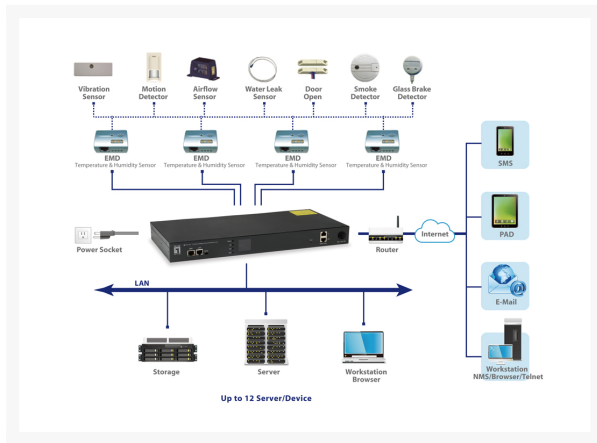 Vibration
Sensor
Motion
Detector
Airflow
Sensor
Water Leak
Sensor
Door
Open
Smoke
Detector
Glass Brake
Detector
EMD
Temperature & Humidity Sensor
EMD
Temperature & Humidity Sensor
EMD
Temperature & Humidity Sensor
EMD
Temperature & Humidity Sensor
SMS
Power Socket
Router
Internet
PAD
LAN
E-Mail
Storage
Server
Workstation
Browser
Workstation
NMS/Browser/Telnet
Up to 12 Server/Device